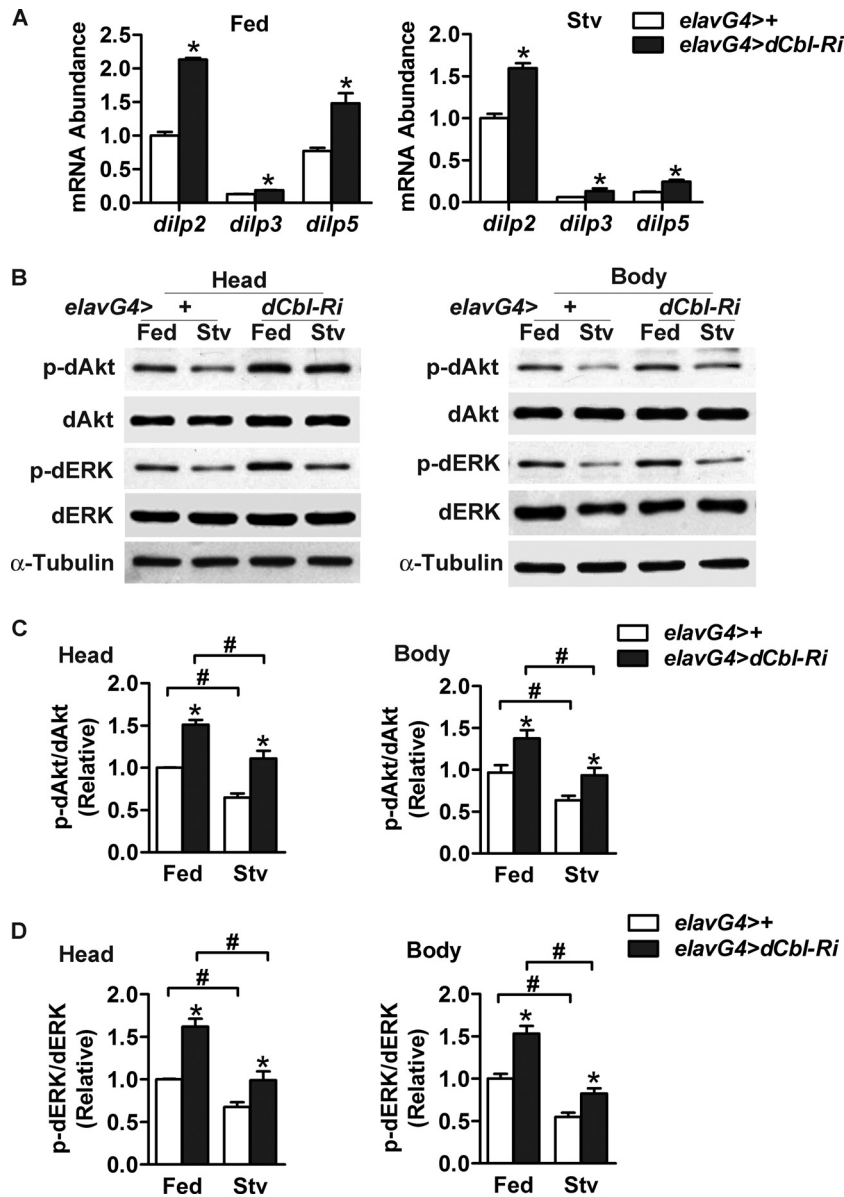 A
Fed
Stv
elavG4>+
elavG4>dCbl-Ri
mRNA Abundance
2.5
2.0
1.5
1.0
0.5
0.0
* * *
dilp2 dilp3 dilp5
mRNA Abundance
2.0
1.5
1.0
0.5
0.0
* * *
dilp2 dilp3 dilp5
B
Head
elavG4> + dCbl-Ri
Fed Stv Fed Stv
p-dAkt
dAkt
p-dERK
dERK
α-Tubulin
Body
elavG4> + dCbl-Ri
Fed Stv Fed Stv
p-dAkt
dAkt
p-dERK
dERK
α-Tubulin
C
elavG4>+
elavG4>dCbl-Ri
Head
#
#
p-dAkt/dAkt
(Relative)
2.0
1.5
1.0
0.5
0.0
* *
Fed Stv
Body
#
#
p-dAkt/dAkt
(Relative)
2.0
1.5
1.0
0.5
0.0
* *
Fed Stv
D
elavG4>+
elavG4>dCbl-Ri
Head
#
#
p-dERK/dERK
(Relative)
2.0
1.5
1.0
0.5
0.0
* *
Fed Stv
Body
#
#
p-dERK/dERK
(Relative)
2.0
1.5
1.0
0.5
0.0
* *
Fed Stv